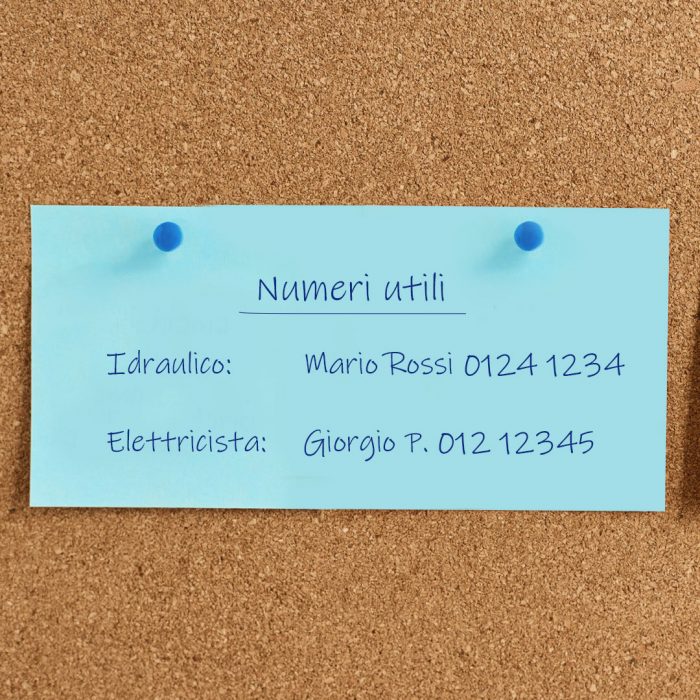 Numeri utili
Idraulico: Mario Rossi 0124 1234
Elettricista: Giorgio P. 012 12345